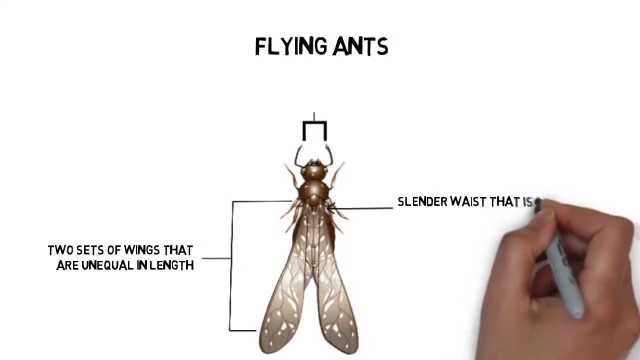 FLYING ANTS
SLENDER WAIST THAT IS
TWO SETS OF WINGS THAT
ARE UNEQUAL IN LENGTH